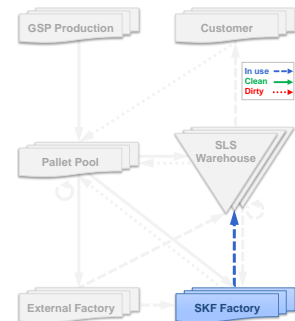 GSP Production
Customer
In use
Clean
Dirty
Pallet Pool
SLS
Warehouse
External Factory
SKF Factory